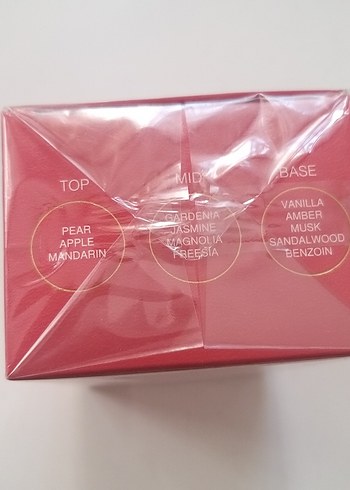 TOP
PEAR
APPLE
MANDARIN
MID
GARDENIA
JASMINE
MAGNOLIA
FREESIA
BASE
VANILLA
AMBER
MUSK
SANDALWOOD
BENZOIN